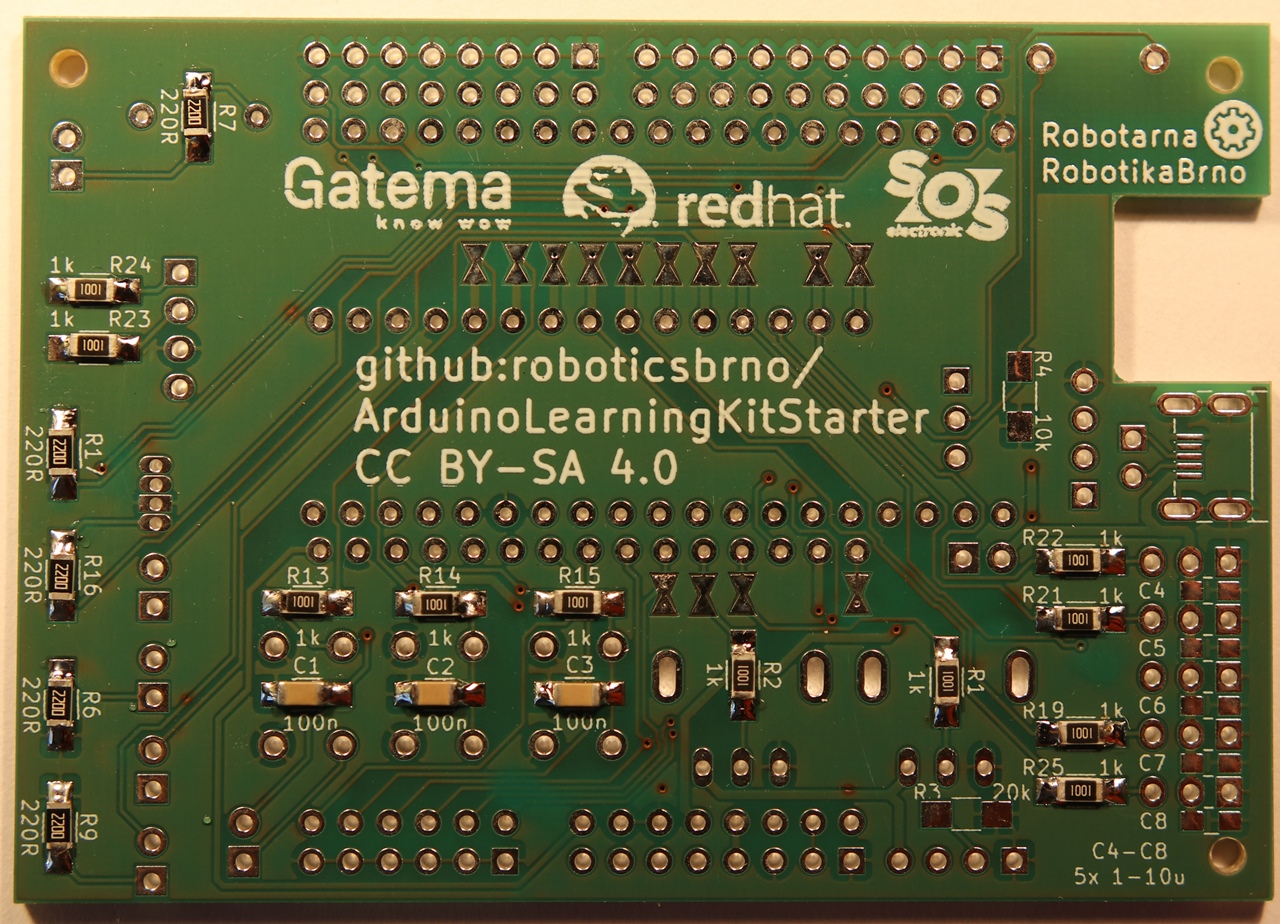 R7
2200
220R
Gatema
know wow
redhat.
SOS
electronic
Robotarna
RobotikaBrno
1k R24
1001
1k R23
1001
github:roboticsbrno/
ArduinoLearningKitStarter
CC BY-SA 4.0
R4
10k
R17
2200
220R
R16
2200
220R
R6
2200
220R
R9
2200
220R
R13
1001
1k
R14
1001
1k
R15
1001
1k
C1
100n
C2
100n
C3
100n
R2
1001
1k
R1
1001
1k
R3 20k
R22 1k
1001
R21 1k
1001
R19 1k
1001
R25 1k
1001
C4
C5
C6
C7
C8
C4-C8
5x 1-10u